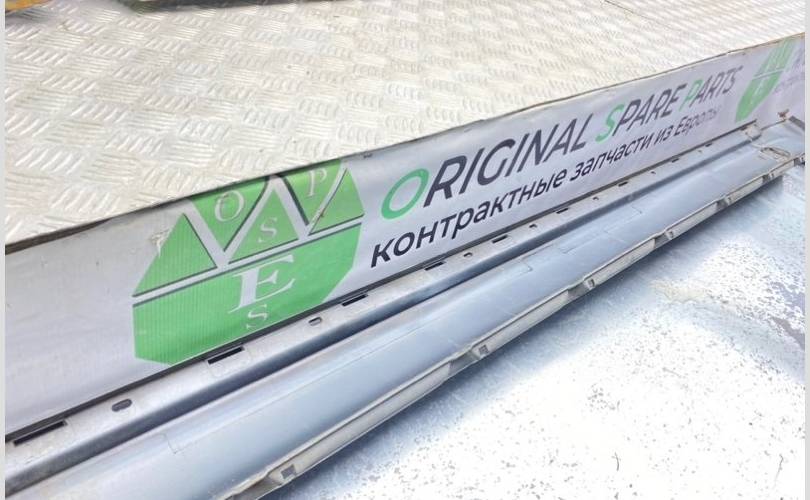 O P
S
E
S
ORIGINAL SPARE PARTS
контрактные запчасти из Европы